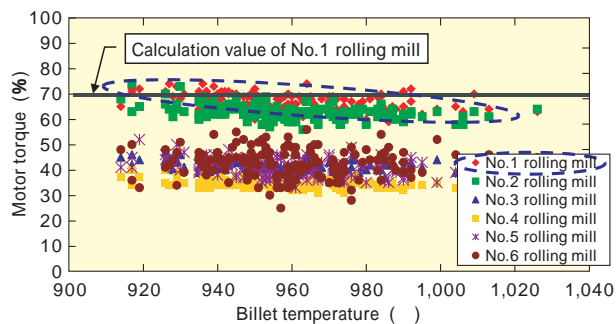 Calculation value of No.1 rolling mill
Motor torque (%)
100
90
80
70
60
50
40
30
20
10
0
No.1 rolling mill
No.2 rolling mill
No.3 rolling mill
No.4 rolling mill
No.5 rolling mill
No.6 rolling mill
900 920 940 960 980 1,000 1,020 1,040
Billet temperature ( )